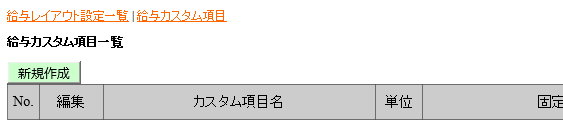 給与レイアウト設定一覧 | 給与カスタム項目
給与カスタム項目一覧
新規作成
No. 編集 カスタム項目名 単位 固定